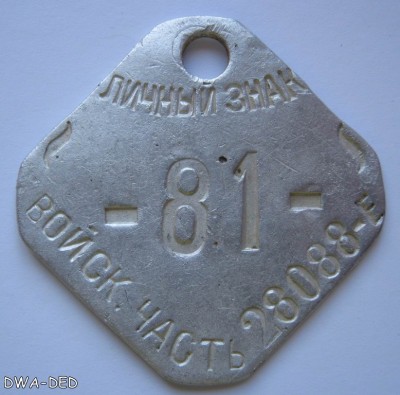 ЛИЧНЫЙ ЗНАК
- 81 -
ВОЙСК. ЧАСТЬ 28088-Е
DWA-DED